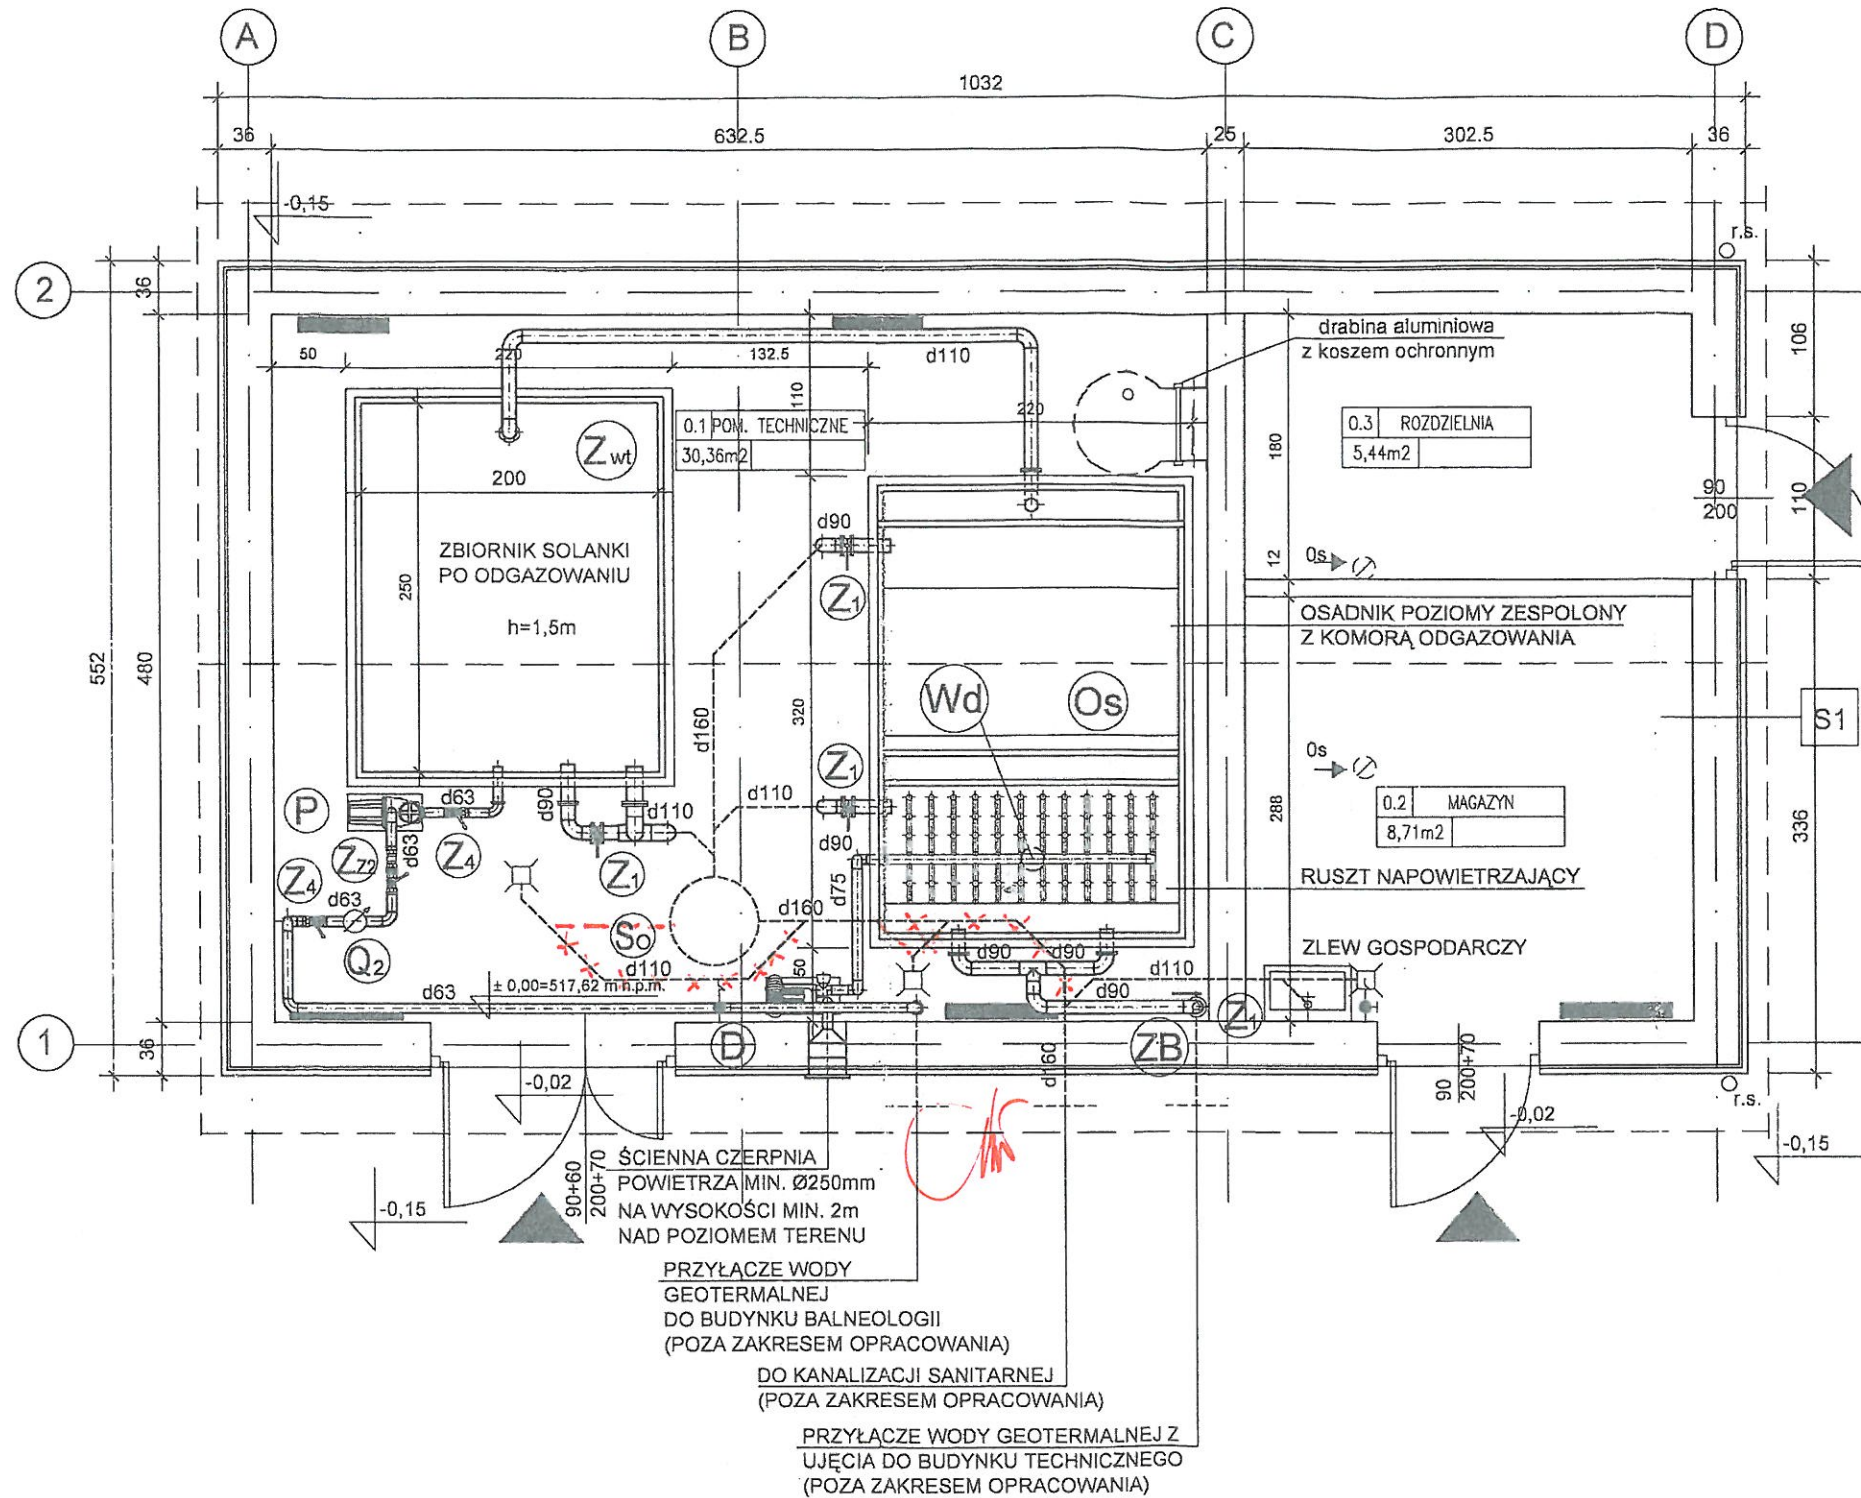 A
B
C
D
1032
36
632.5
25
302.5
36
-0,15
r.s.
2
36
50
220
132.5
d110
drabina aluminiowa
z koszem ochronnym
106
110
220
0.1 POM. TECHNICZNE
30,36m2
Zwt
0.3 ROZDZIELNIA
5,44m2
180
200
90
200
110
d90
ZBIORNIK SOLANKI
PO ODGAZOWANIU
250
h=1,5m
Z1
12
0s
OSADNIK POZIOMY ZESPOLONY
Z KOMORĄ ODGAZOWANIA
552
480
Wd
Os
320
d160
S1
0s
Z1
P
d63
d90
d110
d110
0.2 MAGAZYN
8,71m2
288
336
d63
d90
Zz2
Z4
Z1
Z4
d75
RUSZT NAPOWIETRZAJĄCY
d63
d160
So
Q2
d110
50
d90
d90
d110
ZLEW GOSPODARCZY
± 0,00=517,62 m n.p.m.
d63
d90
Z1
1
36
D
ZB
d160
90
200+70
-0,02
-0,02
r.s.
-0,15
-0,15
90+60
200+70
ŚCIENNA CZERPNIA
POWIETRZA MIN. Ø250mm
NA WYSOKOŚCI MIN. 2m
NAD POZIOMEM TERENU
PRZYŁĄCZE WODY
GEOTERMALNEJ
DO BUDYNKU BALNEOLOGII
(POZA ZAKRESEM OPRACOWANIA)
DO KANALIZACJI SANITARNEJ
(POZA ZAKRESEM OPRACOWANIA)
PRZYŁĄCZE WODY GEOTERMALNEJ Z
UJĘCIA DO BUDYNKU TECHNICZNEGO
(POZA ZAKRESEM OPRACOWANIA)